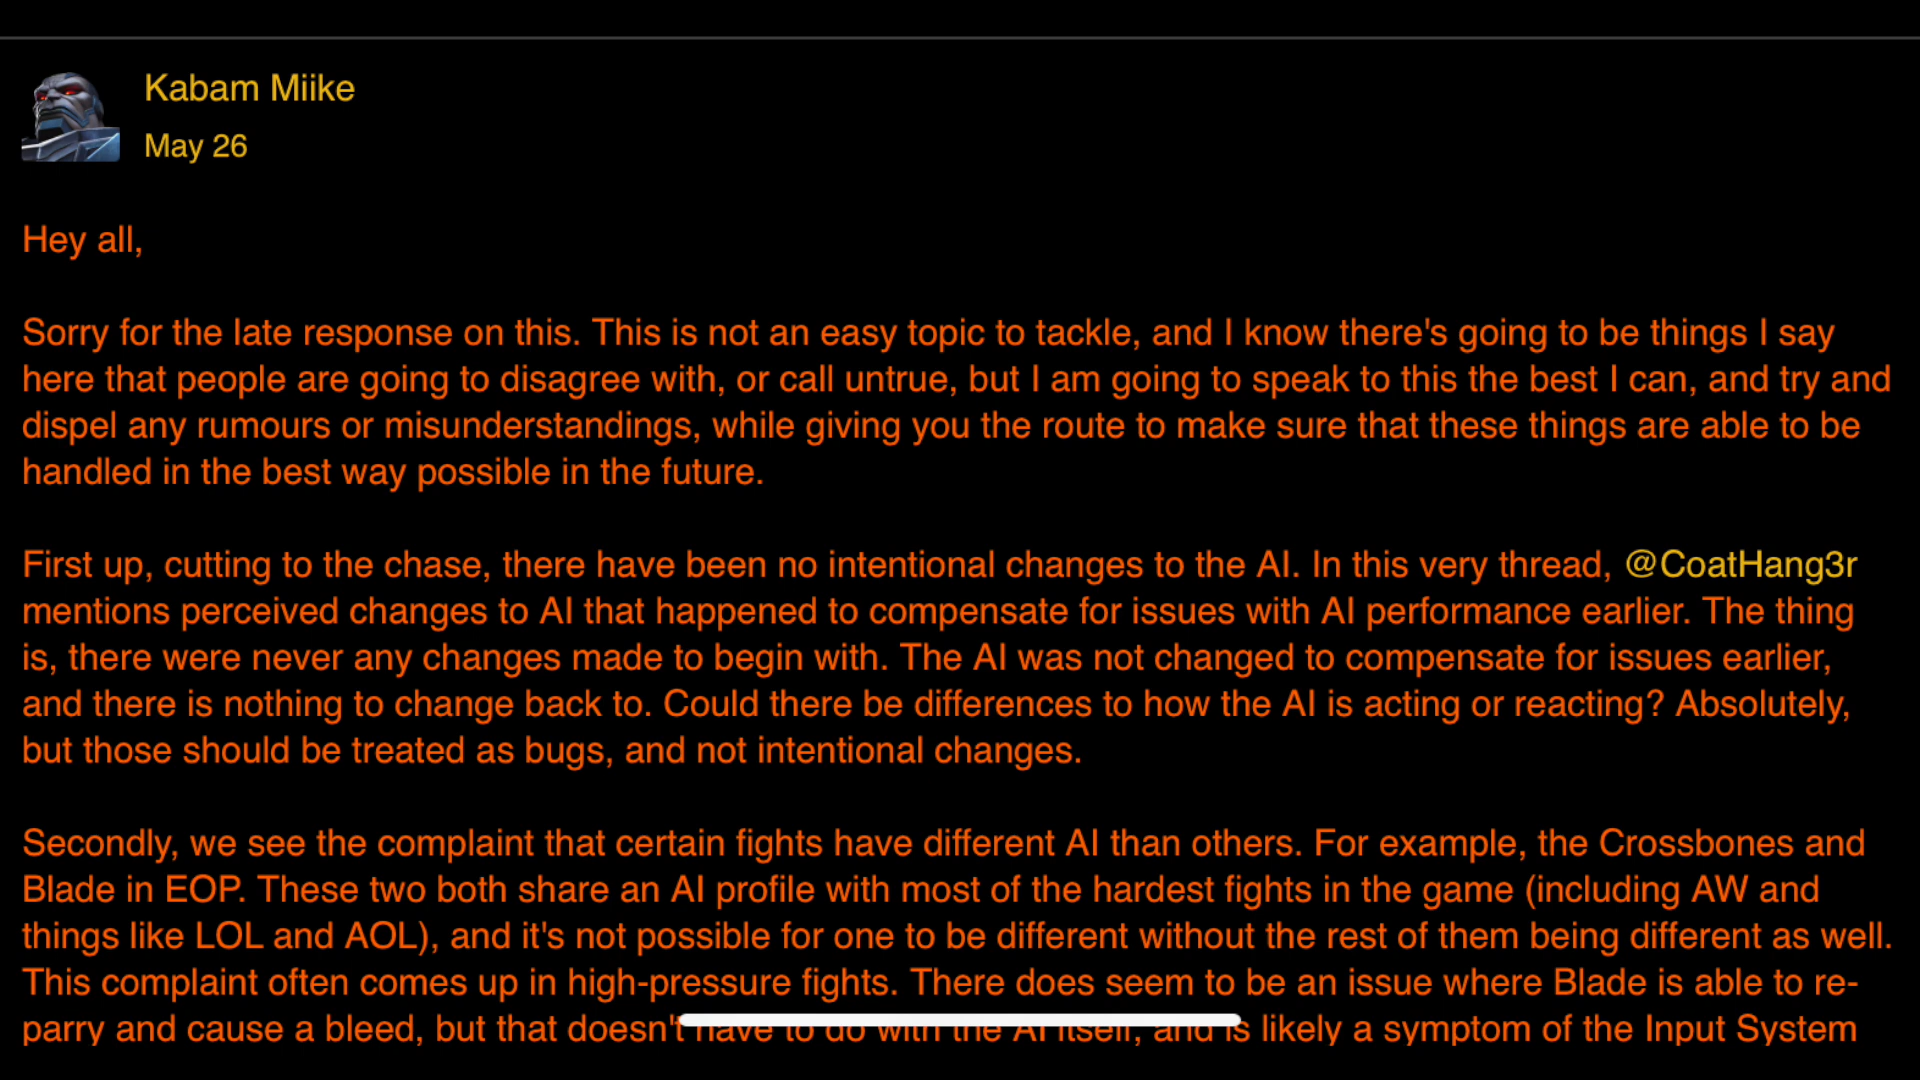 Kabam Miike
May 26
Hey all,
Sorry for the late response on this. This is not an easy topic to tackle, and I know there's going to be things I say
here that people are going to disagree with, or call untrue, but I am going to speak to this the best I can, and try and
dispel any rumours or misunderstandings, while giving you the route to make sure that these things are able to be
handled in the best way possible in the future.
First up, cutting to the chase, there have been no intentional changes to the AI. In this very thread, @CoatHang3r
mentions perceived changes to AI that happened to compensate for issues with AI performance earlier. The thing
is, there were never any changes made to begin with. The AI was not changed to compensate for issues earlier,
and there is nothing to change back to. Could there be differences to how the AI is acting or reacting? Absolutely,
but those should be treated as bugs, and not intentional changes.
Secondly, we see the complaint that certain fights have different AI than others. For example, the Crossbones and
Blade in EOP. These two both share an AI profile with most of the hardest fights in the game (including AW and
things like LOL and AOL), and it's not possible for one to be different without the rest of them being different as well.
This complaint often comes up in high-pressure fights. There does seem to be an issue where Blade is able to re-
parry and cause a bleed, but that doesn't have to do with the AI itself, and is likely a symptom of the Input System